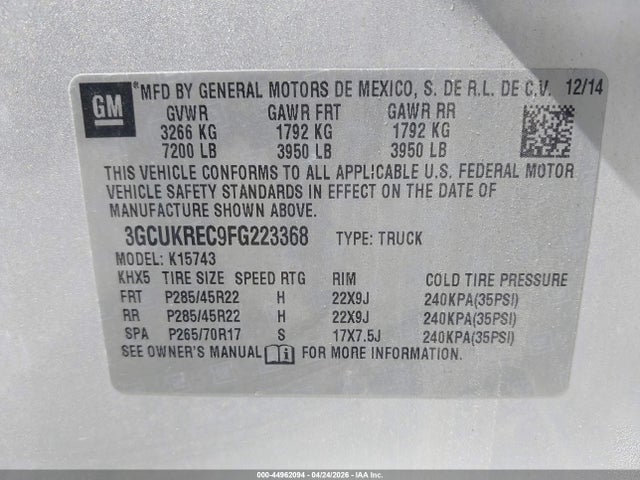 GM
*MFD BY GENERAL MOTORS DE MEXICO, S. DE R.L. DE C.V. 12/14
GVWR GAWR FRT GAWR RR
3266 KG 1792 KG 1792 KG
7200 LB 3950 LB 3950 LB
THIS VEHICLE CONFORMS TO ALL APPLICABLE U.S. FEDERAL MOTOR
VEHICLE SAFETY STANDARDS IN EFFECT ON THE DATE OF
MANUFACTURE SHOWN ABOVE.
3GCUKREC9FG223368 TYPE: TRUCK
MODEL: K15743
KHX5 TIRE SIZE SPEED RTG RIM COLD TIRE PRESSURE
FRT P285/45R22 H 22X9J 240KPA(35PSI)
RR P285/45R22 H 22X9J 240KPA(35PSI)
SPA P265/70R17 S 17X7.5J 240KPA(35PSI)
SEE OWNER'S MANUAL FOR MORE INFORMATION.
000-44962094 - 04/24/2026 - IAA, Inc.